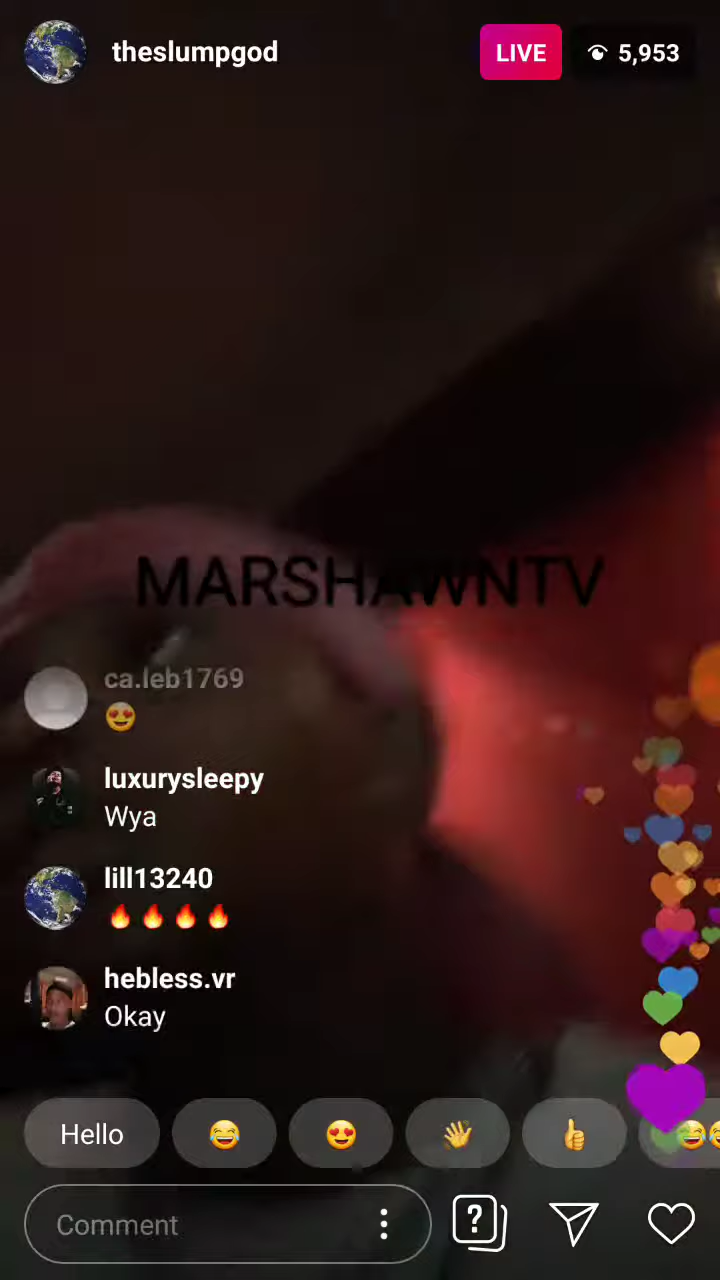 theslumpgod
LIVE
5,953
MARSHAWNTV
ca.leb1769
😍
luxurysleepy
Wya
lill13240
🔥🔥🔥🔥
hebless.vr
Okay
Hello 😂 😍 👋 👍 😂😂
Comment
?